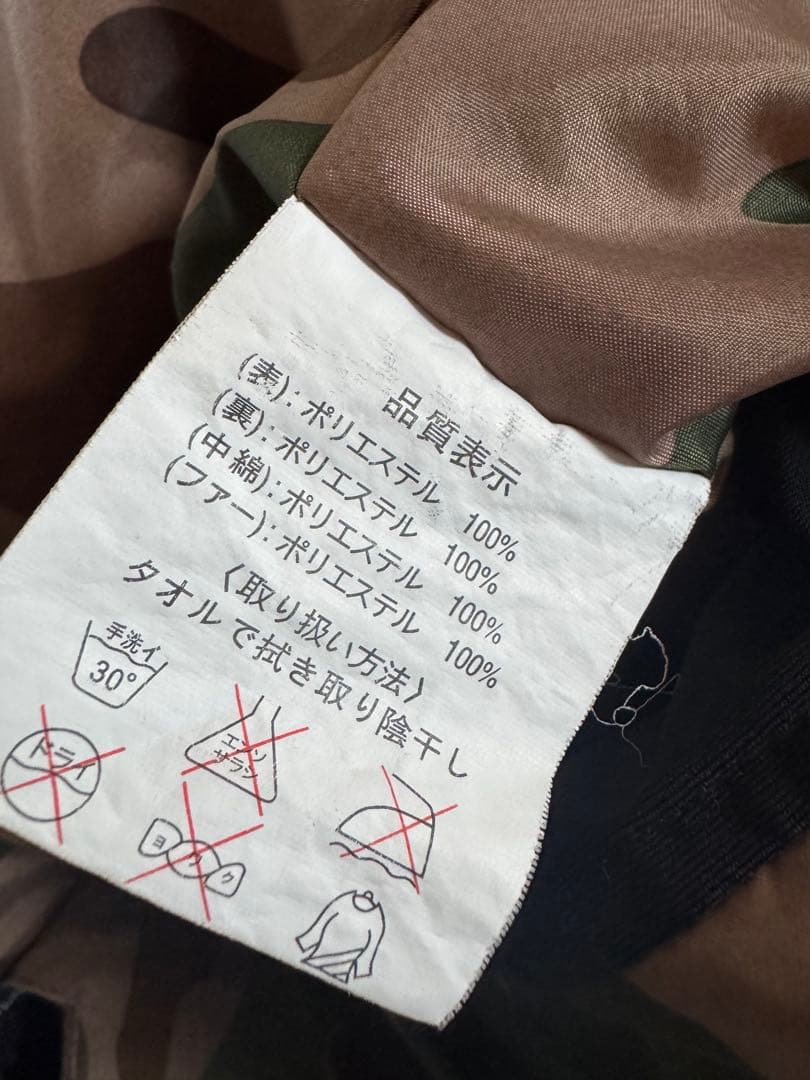 品質表示
(表):ポリエステル 100%
(裏):ポリエステル 100%
(中綿):ポリエステル 100%
(ファー):ポリエステル 100%
〈取り扱い方法〉
タオルで拭き取り陰干し
手洗イ
30°
エンソ
サラシ
ドライ
ヨワク